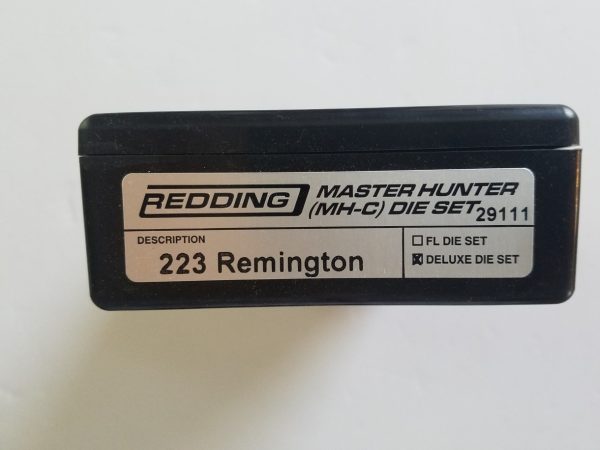 REDDING MASTER HUNTER
(MH-C) DIE SET 29111
DESCRIPTION
223 Remington
☐ FL DIE SET
☒ DELUXE DIE SET